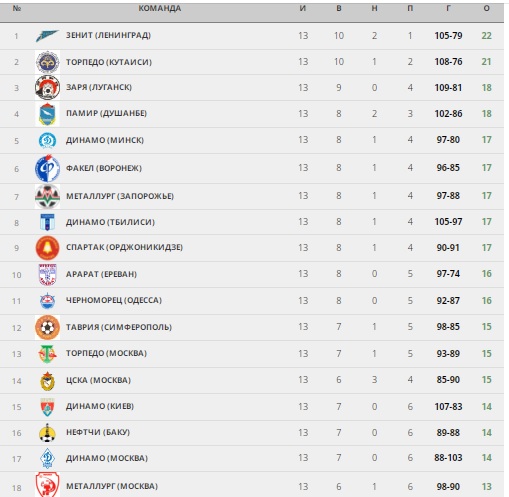 № КОМАНДА И В Н П Г О
1 ЗЕНИТ (ЛЕНИНГРАД) 13 10 2 1 105-79 22
2 ТОРПЕДО (КУТАИСИ) 13 10 1 2 108-76 21
3 ЗАРЯ (ЛУГАНСК) 13 9 0 4 109-81 18
4 ПАМИР (ДУШАНБЕ) 13 8 2 3 102-86 18
5 ДИНАМО (МИНСК) 13 8 1 4 97-80 17
6 ФАКЕЛ (ВОРОНЕЖ) 13 8 1 4 96-85 17
7 МЕТАЛЛУРГ (ЗАПОРОЖЬЕ) 13 8 1 4 97-88 17
8 ДИНАМО (ТБИЛИСИ) 13 8 1 4 105-97 17
9 СПАРТАК (ОРДЖОНИКИДЗЕ) 13 8 1 4 90-91 17
10 АРАРАТ (ЕРЕВАН) 13 8 0 5 97-74 16
11 ЧЕРНОМОРЕЦ (ОДЕССА) 13 8 0 5 92-87 16
12 ТАВРИЯ (СИМФЕРОПОЛЬ) 13 7 1 5 98-85 15
13 ТОРПЕДО (МОСКВА) 13 7 1 5 93-89 15
14 ЦСКА (МОСКВА) 13 6 3 4 85-90 15
15 ДИНАМО (КИЕВ) 13 7 0 6 107-83 14
16 НЕФТЧИ (БАКУ) 13 7 0 6 89-88 14
17 ДИНАМО (МОСКВА) 13 7 0 6 88-103 14
18 МЕТАЛЛУРГ (МОСКВА) 13 6 1 6 98-90 13